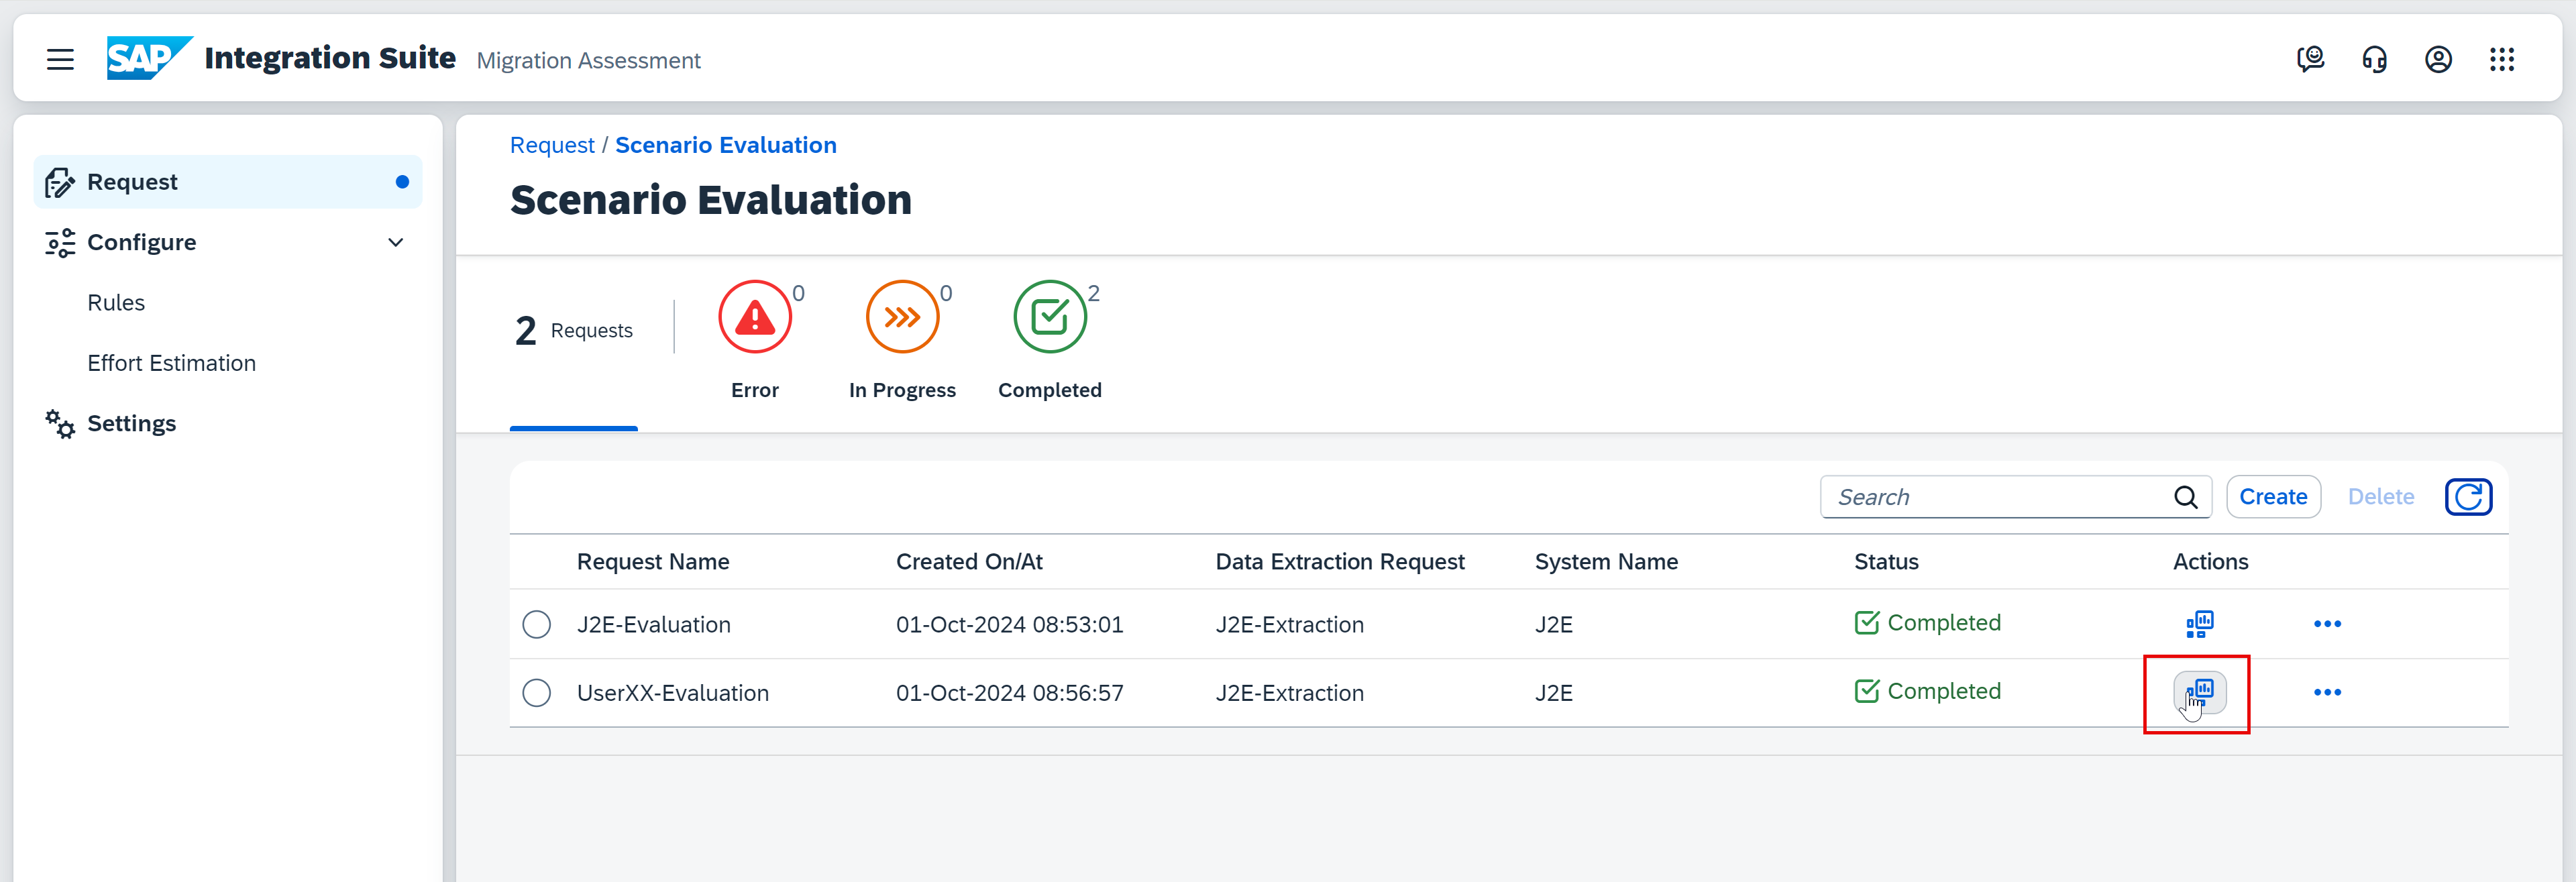 SAP Integration Suite Migration Assessment
Request
Configure
Rules
Effort Estimation
Settings
Request / Scenario Evaluation
Scenario Evaluation
2 Requests
0
Error
0
In Progress
2
Completed
Search
Create
Delete
Request Name Created On/At Data Extraction Request System Name Status Actions
J2E-Evaluation 01-Oct-2024 08:53:01 J2E-Extraction J2E Completed
UserXX-Evaluation 01-Oct-2024 08:56:57 J2E-Extraction J2E Completed